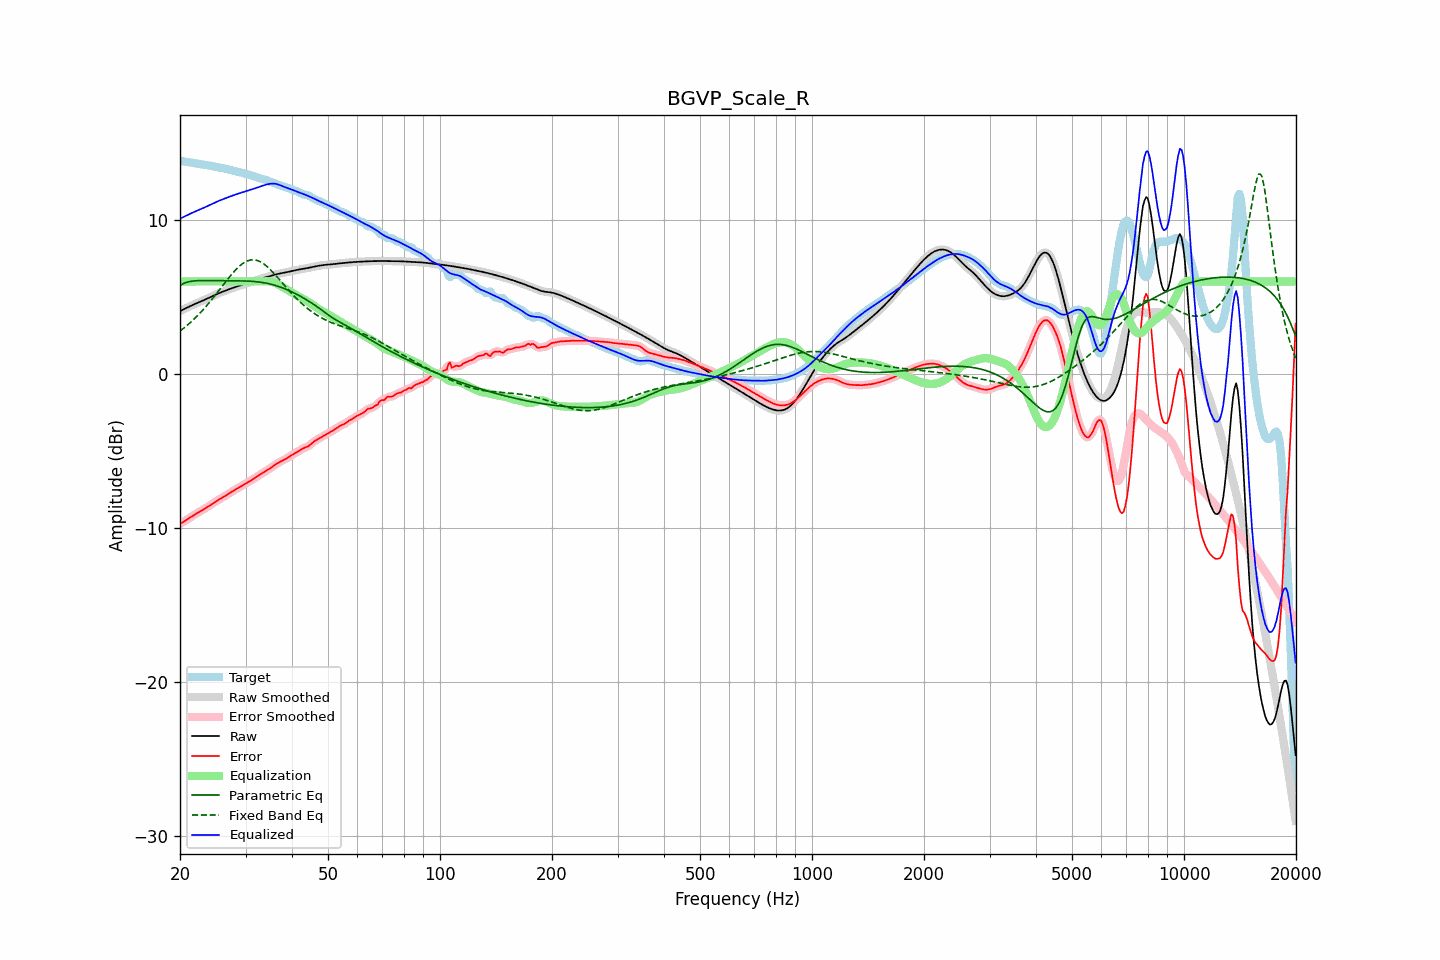 BGVP_Scale_R
Amplitude (dBr)
10
0
−10
−20
−30
Target
Raw Smoothed
Error Smoothed
Raw
Error
Equalization
Parametric Eq
Fixed Band Eq
Equalized
20 50 100 200 500 1000 2000 5000 10000 20000
Frequency (Hz)